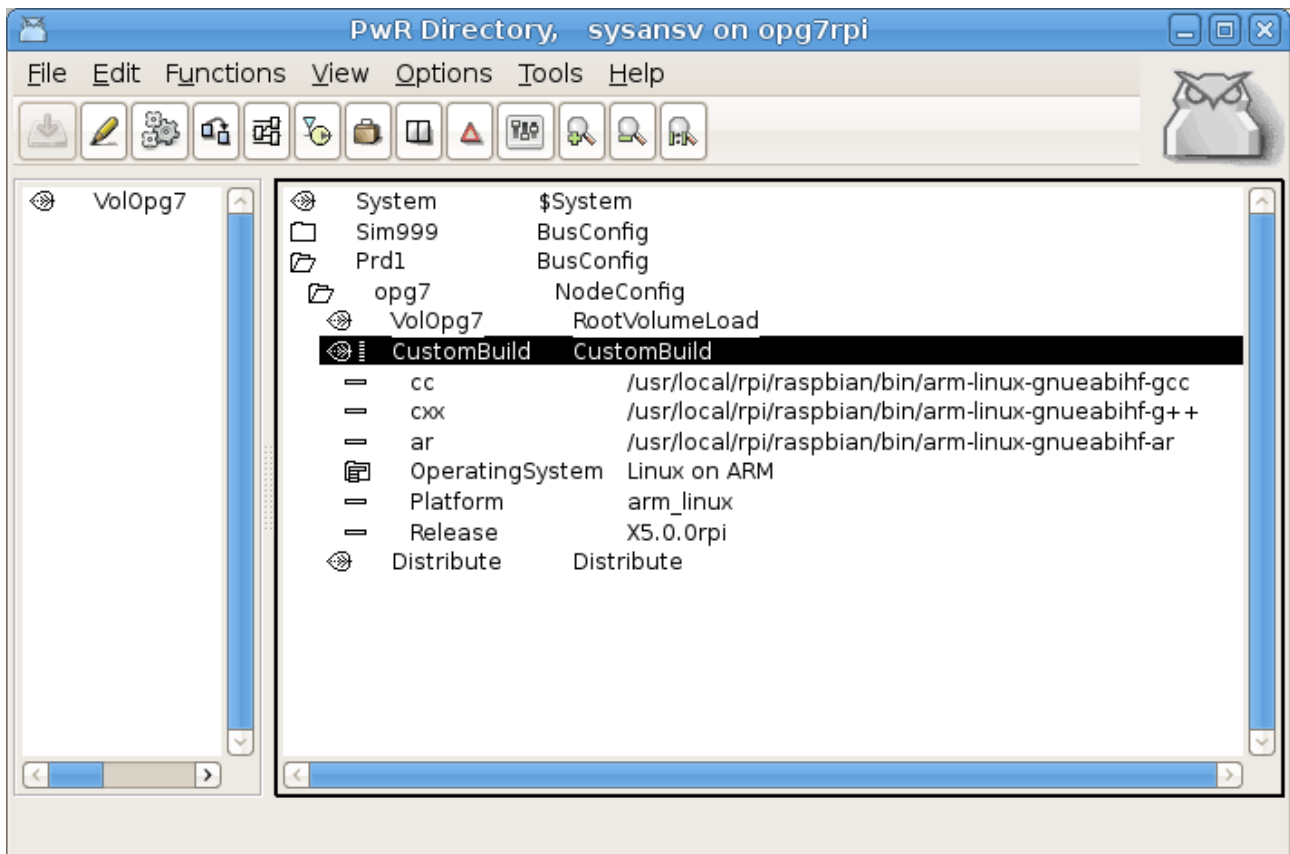 PwR Directory,   sysansv on opg7rpi
File Edit Functions View Options Tools Help
VolOpg7
System $System
Sim999 BusConfig
Prd1 BusConfig
opg7 NodeConfig
VolOpg7 RootVolumeLoad
CustomBuild CustomBuild
cc /usr/local/rpi/raspbian/bin/arm-linux-gnueabihf-gcc
cxx /usr/local/rpi/raspbian/bin/arm-linux-gnueabihf-g++
ar /usr/local/rpi/raspbian/bin/arm-linux-gnueabihf-ar
OperatingSystem Linux on ARM
Platform arm_linux
Release X5.0.0rpi
Distribute Distribute